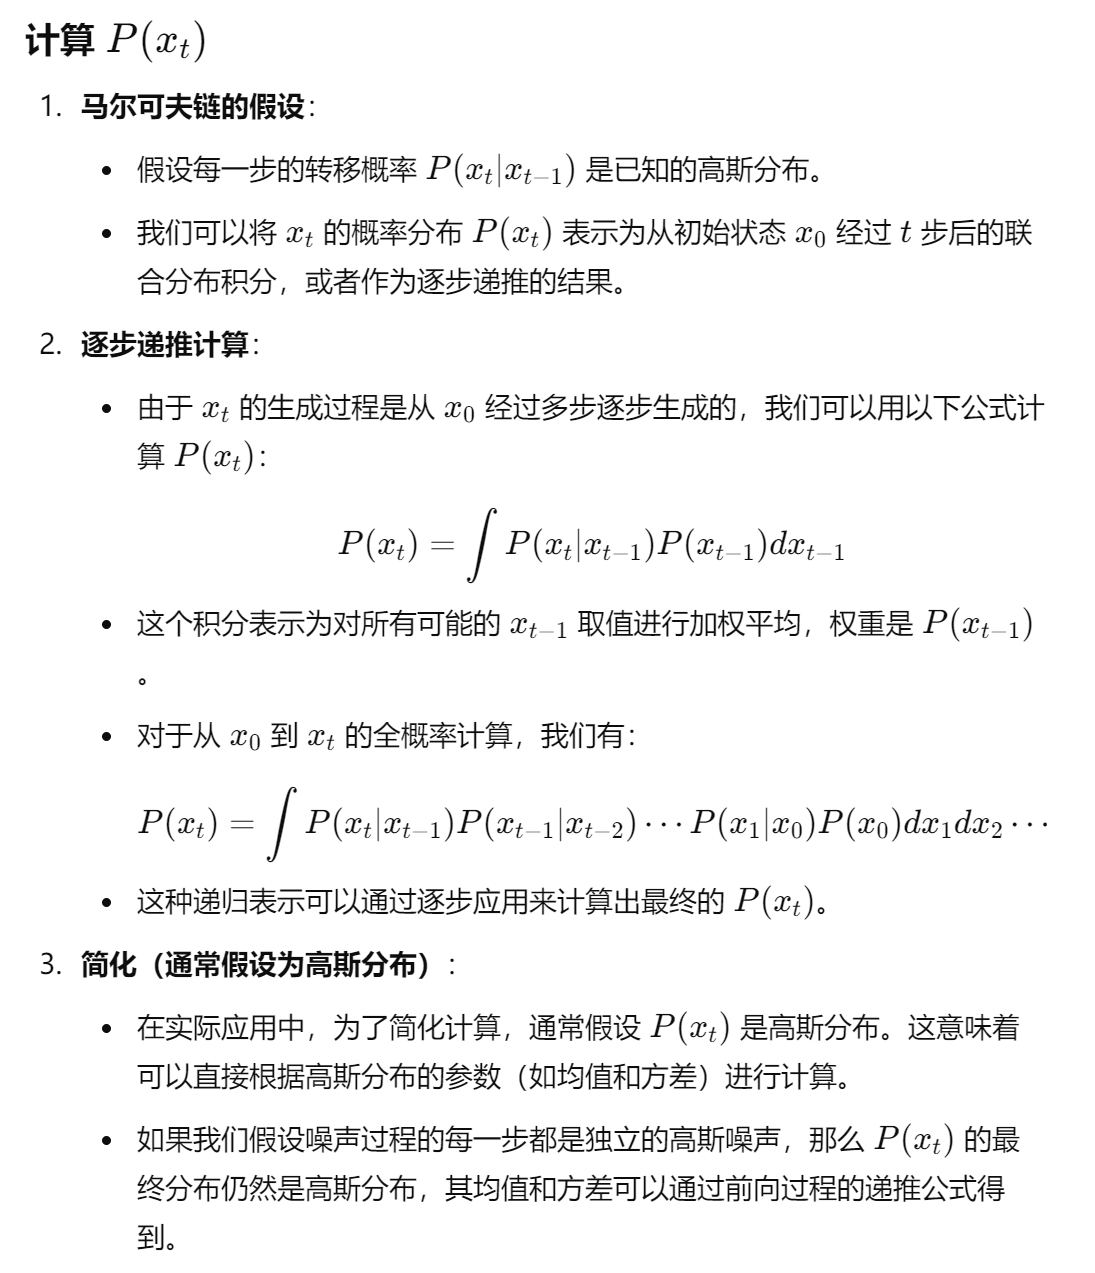 计算 P(x_t)
1. 马尔可夫链的假设：
• 假设每一步的转移概率 P(x_t|x_{t−1}) 是已知的高斯分布。
• 我们可以将 x_t 的概率分布 P(x_t) 表示为从初始状态 x_0 经过 t 步后的联
合分布积分，或者作为逐步递推的结果。
2. 逐步递推计算：
• 由于 x_t 的生成过程是从 x_0 经过多步逐步生成的，我们可以用以下公式计
算 P(x_t)：
P(x_t) = ∫ P(x_t|x_{t−1})P(x_{t−1})dx_{t−1}
• 这个积分表示为对所有可能的 x_{t−1} 取值进行加权平均，权重是 P(x_{t−1})
。
• 对于从 x_0 到 x_t 的全概率计算，我们有：
P(x_t) = ∫ P(x_t|x_{t−1})P(x_{t−1}|x_{t−2}) ⋯ P(x_1|x_0)P(x_0)dx_1dx_2 ⋯
• 这种递归表示可以通过逐步应用来计算出最终的 P(x_t)。
3. 简化（通常假设为高斯分布）：
• 在实际应用中，为了简化计算，通常假设 P(x_t) 是高斯分布。这意味着
可以直接根据高斯分布的参数（如均值和方差）进行计算。
• 如果我们假设噪声过程的每一步都是独立的高斯噪声，那么 P(x_t) 的最
终分布仍然是高斯分布，其均值和方差可以通过前向过程的递推公式得
到。